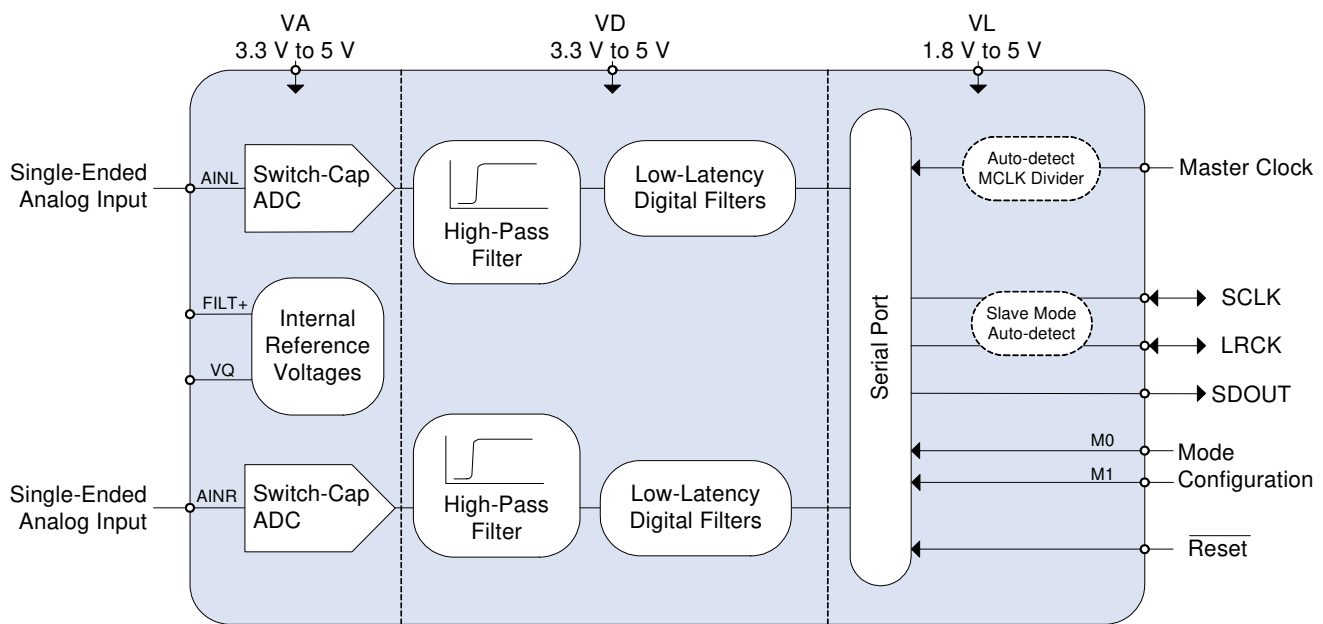 VA
3.3 V to 5 V
VD
3.3 V to 5 V
VL
1.8 V to 5 V
Single-Ended
Analog Input
AINL
Switch-Cap
ADC
High-Pass
Filter
Low-Latency
Digital Filters
Auto-detect
MCLK Divider
Master Clock
FILT+
VQ
Internal
Reference
Voltages
Serial Port
Slave Mode
Auto-detect
SCLK
LRCK
SDOUT
Single-Ended
Analog Input
AINR
Switch-Cap
ADC
High-Pass
Filter
Low-Latency
Digital Filters
M0
M1
Mode
Configuration
Reset